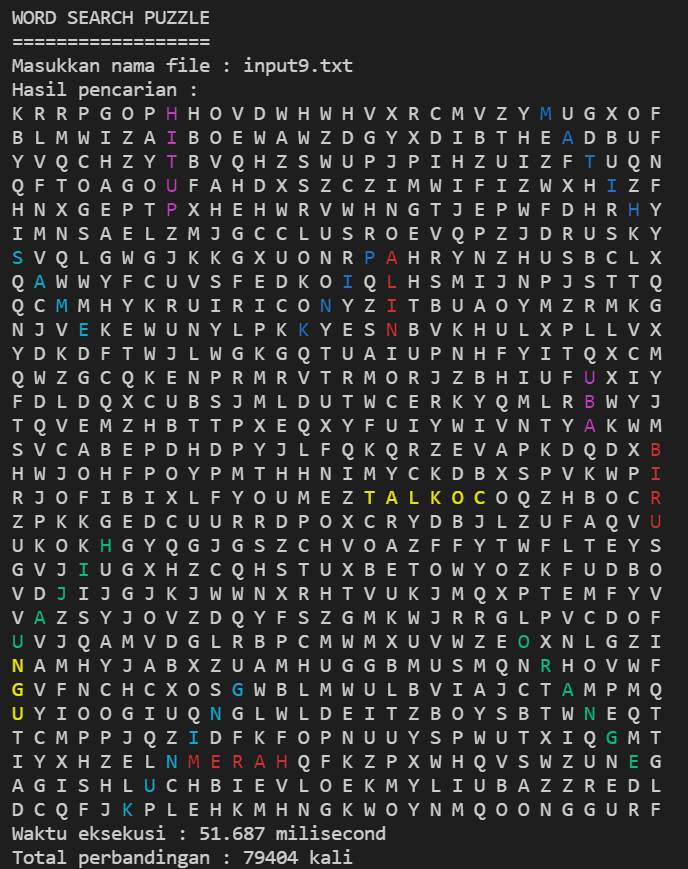 WORD SEARCH PUZZLE
==================
Masukkan nama file : input9.txt
Hasil pencarian :
K R R P G O P H H O V D W H W H V X R C M V Z Y M U G X O F
B L M W I Z A I B O E W A W Z D G Y X D I B T H E A D B U F
Y V Q C H Z Y T B V Q H Z S W U P J P I H Z U I Z F T U Q N
Q F T O A G O U F A H D X S Z C Z I M W I F I Z W X H I Z F
H N X G E P T P X H E H W R V W H N G T J E P W F D H R H Y
I M N S A E L Z M J G C C L U S R O E V Q P Z J D R U S K Y
S V Q L G W G J K K G X U O N R P A H R Y N Z H U S B C L X
Q A W W Y F C U V S F E D K O I Q L H S M I J N P J S T T Q
Q C M M H Y K R U I R I C O N Y Z I T B U A O Y M Z R M K G
N J V E K E W U N Y L P K K Y E S N B V K H U L X P L L V X
Y D K D F T W J L W G K G Q T U A I U P N H F Y I T Q X C M
Q W Z G C Q K E N P R M R V T R M O R J Z B H I U F U X I Y
F D L D Q X C U B S J M L D U T W C E R K Y Q M L R B W Y J
T Q V E M Z H B T T P X E Q X Y F U I Y W I V N T Y A K W M
S V C A B E P D H D P Y J L F Q K Q R Z E V A P K D Q D X B
H W J O H F P O Y P M T H H N I M Y C K D B X S P V K W P I
R J O F I B I X L F Y O U M E Z T A L K O C O Q Z H B O C R
Z P K K G E D C U U R R D P O X C R Y D B J L Z U F A Q V U
U K O K H G Y Q G J G S Z C H V O A Z F F Y T W F L T E Y S
G V J I U G X H Z C Q H S T U X B E T O W Y O Z K F U D B O
V D J I J G J K J W W N X R H T V U K J M Q X P T E M F Y V
V A Z S Y J O V Z D Q Y F S Z G M K W J R R G L P V C D O F
U V J Q A M V D G L R B P C M W M X U V W Z E O X N L G Z I
N A M H Y J A B X Z U A M H U G G B M U S M Q N R H O V W F
G V F N C H C X O S G W B L M W U L B V I A J C T A M P M Q
U Y I O O G I U Q N G L W L D E I T Z B O Y S B T W N E Q T
T C M P P J Q Z I D F K F O P N U U Y S P W U T X I Q G M T
I Y X H Z E L N M E R A H Q F K Z P X W H Q V S W Z U N E G
A G I S H L U C H B I E V L O E K M Y L I U B A Z Z R E D L
D C Q F J K P L E H K M H N G K W O Y N M Q O O N G G U R F
Waktu eksekusi : 51.687 milisecond
Total perbandingan : 79404 kali